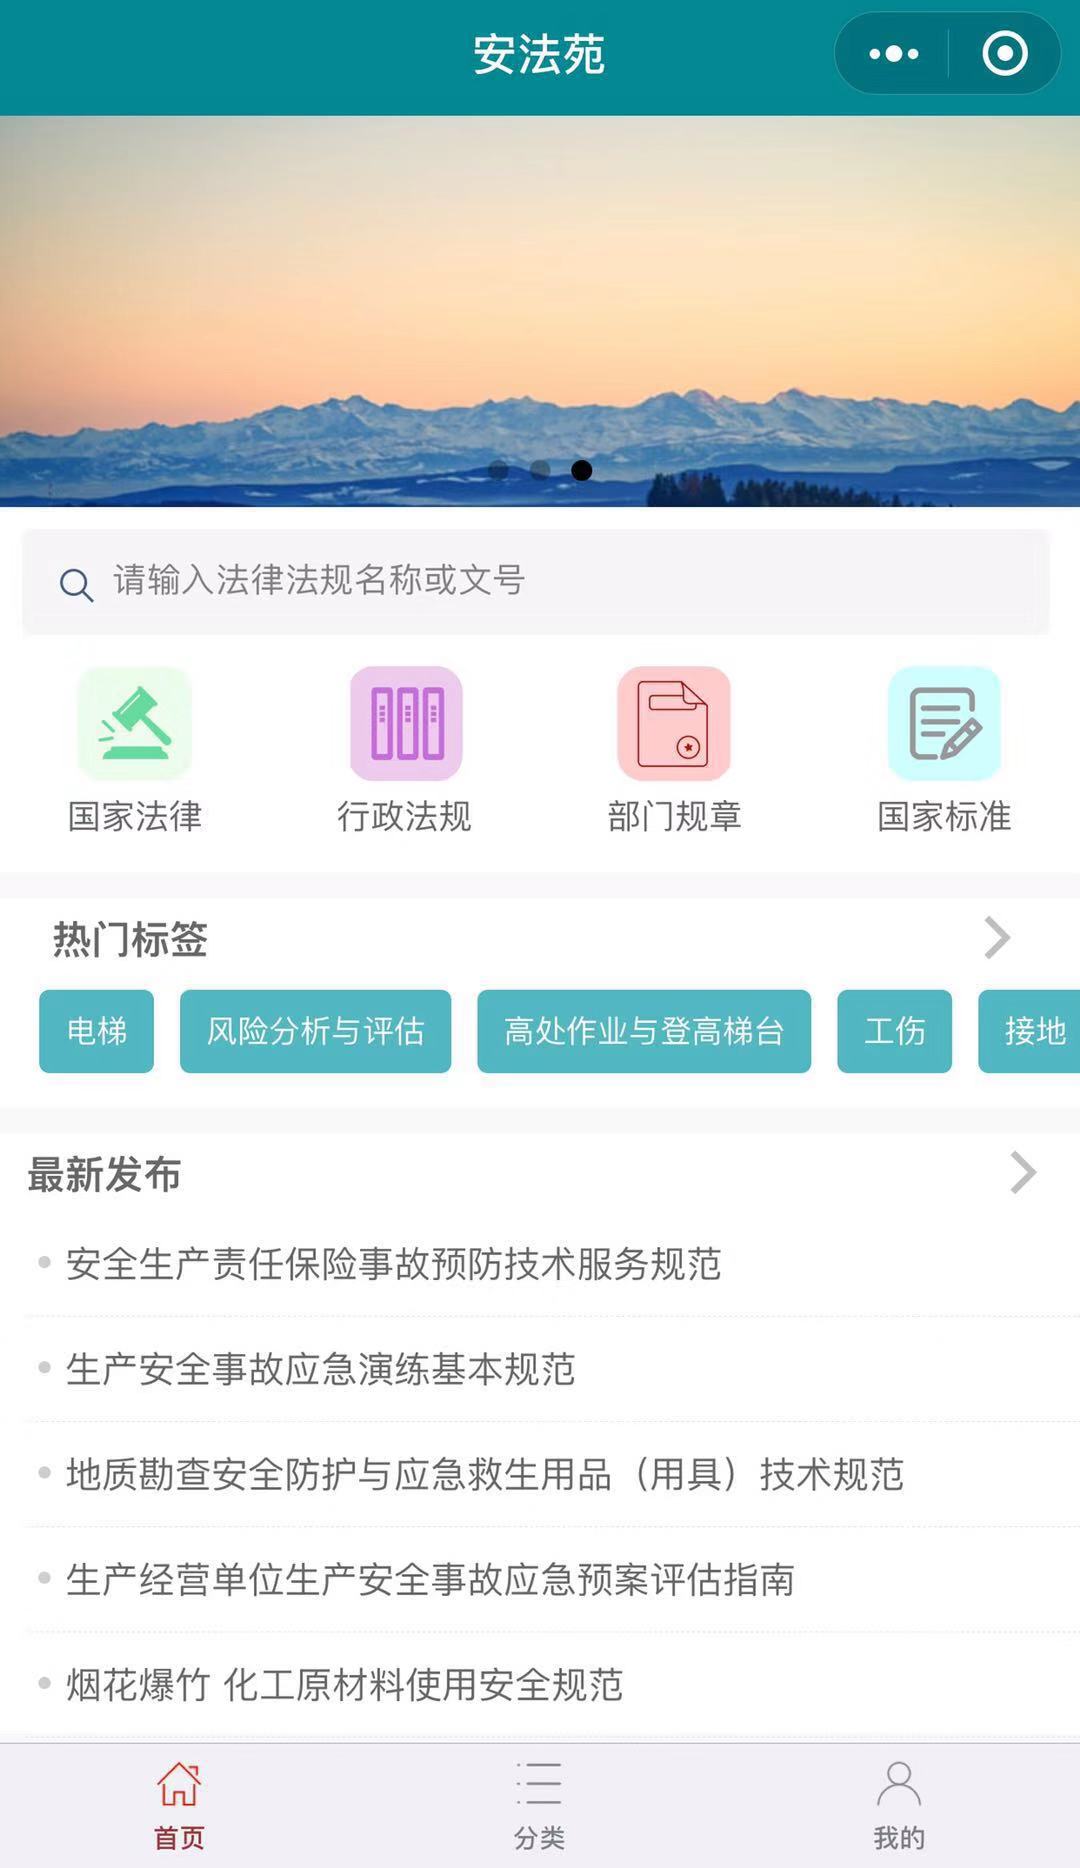 安法苑
请输入法律法规名称或文号
国家法律 行政法规 部门规章 国家标准
热门标签
电梯 风险分析与评估 高处作业与登高梯台 工伤 接地
最新发布
安全生产责任保险事故预防技术服务规范
生产安全事故应急演练基本规范
地质勘查安全防护与应急救生用品（用具）技术规范
生产经营单位生产安全事故应急预案评估指南
烟花爆竹 化工原材料使用安全规范
首页 分类 我的